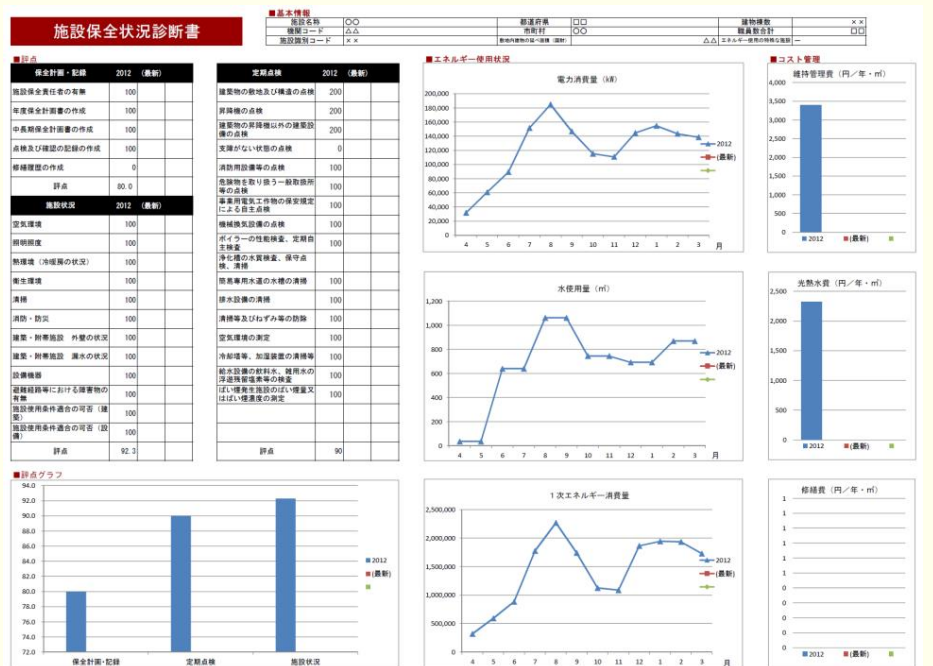 施設保全状況診断書
■基本情報
施設名称 ○○ 都道府県 □□ 建物棟数 ××
機関コード △△ 市町村 ○○ 職員数合計 □□
施設識別コード ×× 敷地内建物の延べ面積（国財） △△ エネルギー使用の特殊な施設 －
■評点
保全計画・記録 2012 (最新)
施設保全責任者の有無 100
年度保全計画書の作成 100
中長期保全計画書の作成 100
点検及び確認の記録の作成 100
修繕履歴の作成 0
評点 80.0
施設状況 2012 (最新)
空気環境 100
照明照度 100
熱環境（冷暖房の状況） 100
衛生環境 100
清掃 100
消防・防災 100
建築・附帯施設 外壁の状況 100
建築・附帯施設 漏水の状況 100
設備機器 100
避難経路等における障害物の有無 100
施設使用条件適合の可否（建築） 100
施設使用条件適合の可否（設備） 100
評点 92.3
定期点検 2012 (最新)
建築物の敷地及び構造の点検 200
昇降機の点検 200
建築物の昇降機以外の建築設備の点検 200
支障がない状態の点検 0
消防用設備等の点検 100
危険物を取り扱う一般取扱所等の点検 100
事業用電気工作物の保安規定による自主点検 100
機械換気設備の点検 100
ボイラーの性能検査、定期自主検査 100
浄化槽の水質検査、保守点検、清掃
簡易専用水道の水槽の清掃 100
排水設備の清掃 100
清掃等及びねずみ等の防除 100
空気環境の測定 100
冷却塔等、加湿装置の清掃等 100
給水設備の飲料水、雑用水の浮遊残留塩素等の検査 100
ばい煙発生施設のばい煙量又はばい煙濃度の測定 100
評点 90
■評点グラフ
94.0
92.0
90.0
88.0
86.0
84.0
82.0
80.0
78.0
76.0
74.0
72.0
保全計画・記録 定期点検 施設状況
2012
(最新)
■エネルギー使用状況
電力消費量（kW）
200,000
180,000
160,000
140,000
120,000
100,000
80,000
60,000
40,000
20,000
0
4 5 6 7 8 9 10 11 12 1 2 3 月
2012
(最新)
水使用量（㎥）
1,200
1,000
800
600
400
200
0
4 5 6 7 8 9 10 11 12 1 2 3 月
2012
(最新)
1次エネルギー消費量
2,500,000
2,000,000
1,500,000
1,000,000
500,000
0
4 5 6 7 8 9 10 11 12 1 2 3 月
2012
(最新)
■コスト管理
維持管理費（円／年・㎡）
4,000
3,500
3,000
2,500
2,000
1,500
1,000
500
0
2012 (最新)
光熱水費（円／年・㎡）
2,500
2,000
1,500
1,000
500
0
2012 (最新)
修繕費（円／年・㎡）
1
1
1
1
1
1
0
0
0
0
0
2012 (最新)